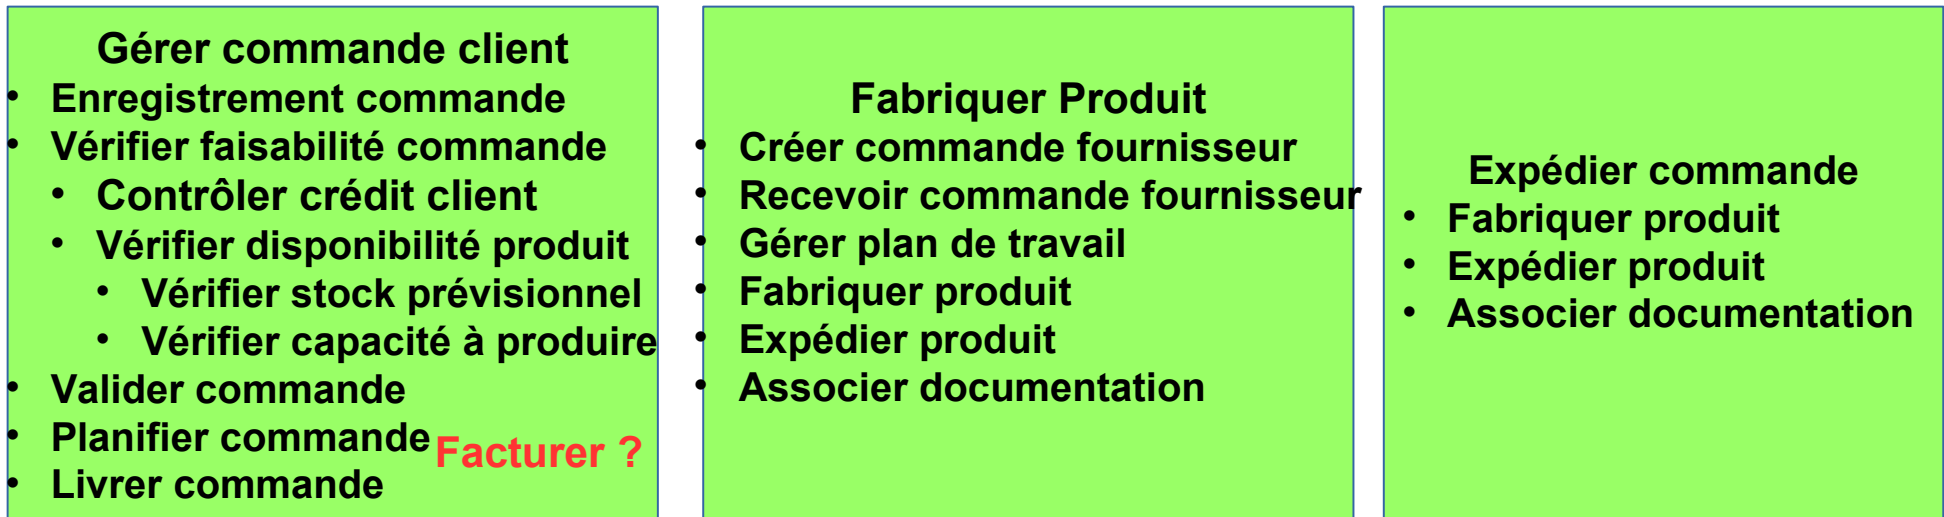 Gérer commande client
• Enregistrement commande
• Vérifier faisabilité commande
• Contrôler crédit client
• Vérifier disponibilité produit
• Vérifier stock prévisionnel
• Vérifier capacité à produire
• Valider commande
• Planifier commande
Facturer ?
• Livrer commande
Fabriquer Produit
• Créer commande fournisseur
• Recevoir commande fournisseur
• Gérer plan de travail
• Fabriquer produit
• Expédier produit
• Associer documentation
Expédier commande
• Fabriquer produit
• Expédier produit
• Associer documentation